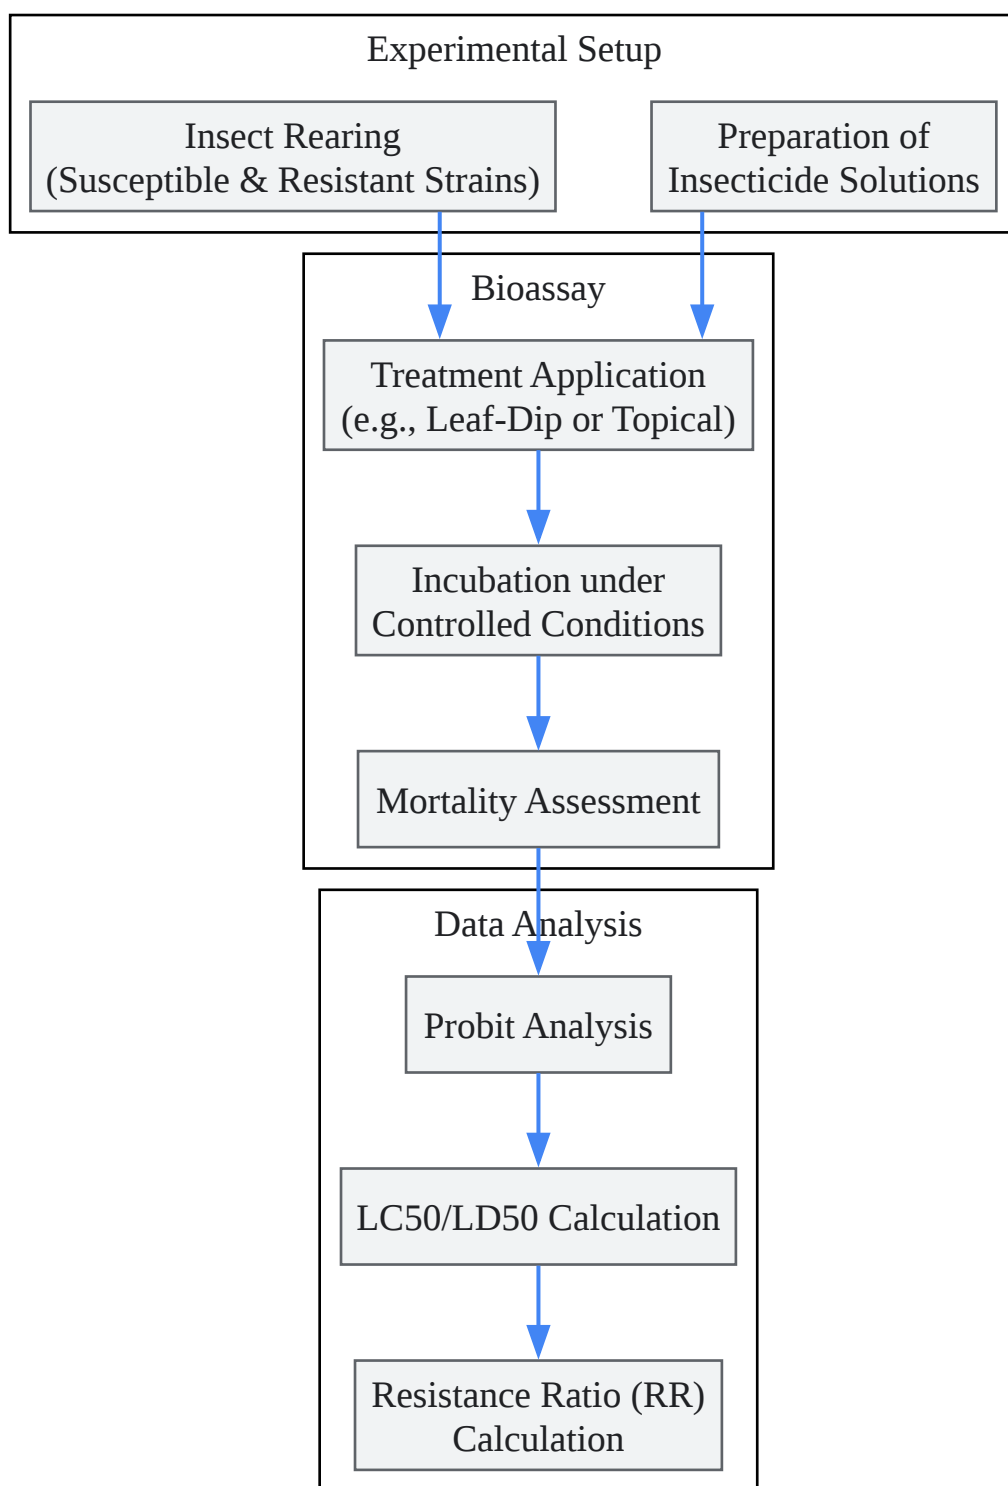 Experimental Setup
Insect Rearing
(Susceptible & Resistant Strains)
Preparation of
Insecticide Solutions
Bioassay
Treatment Application
(e.g., Leaf-Dip or Topical)
Incubation under
Controlled Conditions
Mortality Assessment
Data Analysis
Probit Analysis
LC50/LD50 Calculation
Resistance Ratio (RR)
Calculation